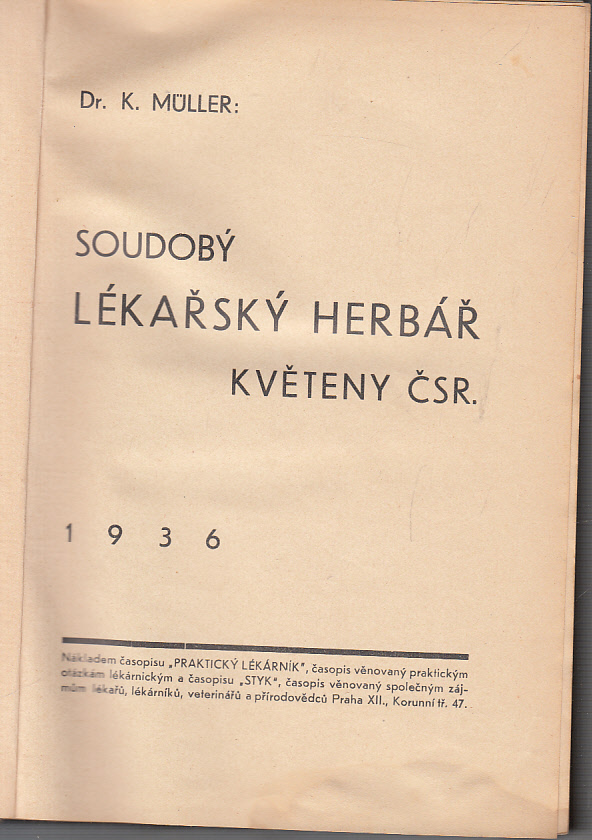 Dr. K. MÜLLER:
SOUDOBÝ
LÉKAŘSKÝ HERBÁŘ
KVĚTENY ČSR.
1 9 3 6
Nákladem časopisu „PRAKTICKÝ LÉKÁRNÍK", časopis věnovaný praktickým
otázkám lékárnickým a časopisu „STYK", časopis věnovaný společným záj-
mům lékařů, lékárníků, veterinářů a přírodovědců Praha XII., Korunní tř. 47.